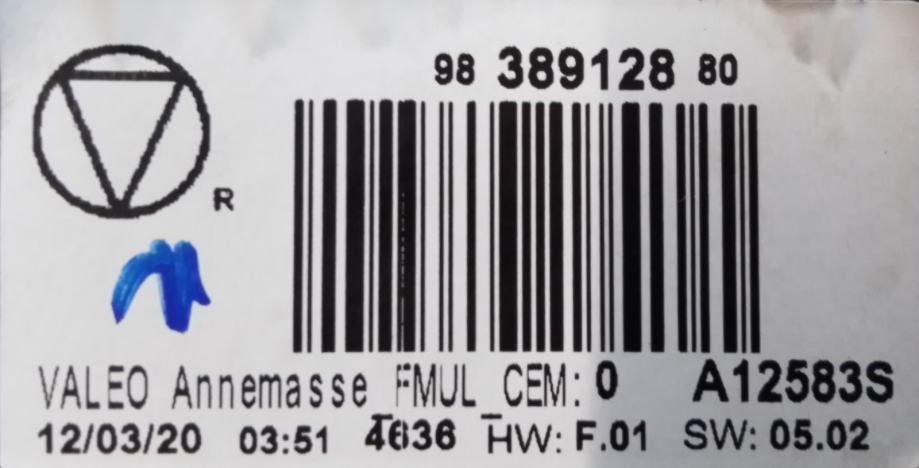 98 389128 80
R
VALEO Annemasse FMUL_CEM: 0 A12583S
12/03/20 03:51 4636 HW: F.01 SW: 05.02